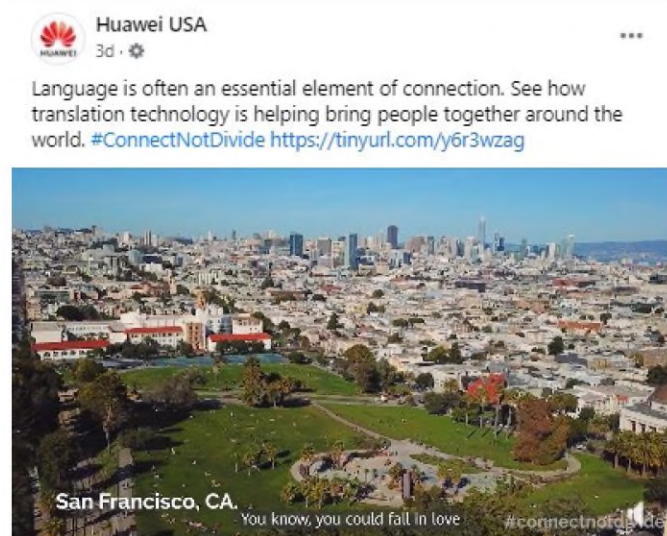 Huawei USA
3d ·
HUAWEI
Language is often an essential element of connection. See how
translation technology is helping bring people together around the
world. #ConnectNotDivide https://tinyurl.com/y6r3wzag
San Francisco, CA.
You know, you could fall in love
#connectnotdivide